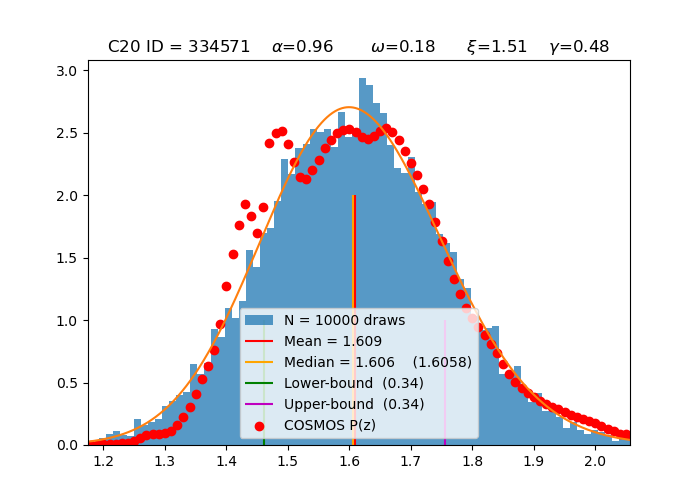 C20 ID = 334571    α=0.96    ω=0.18    ξ=1.51    γ=0.48
3.0
2.5
2.0
1.5
1.0
0.5
0.0
N = 10000 draws
Mean = 1.609
Median = 1.606    (1.6058)
Lower-bound  (0.34)
Upper-bound  (0.34)
COSMOS P(z)
1.2 1.3 1.4 1.5 1.6 1.7 1.8 1.9 2.0